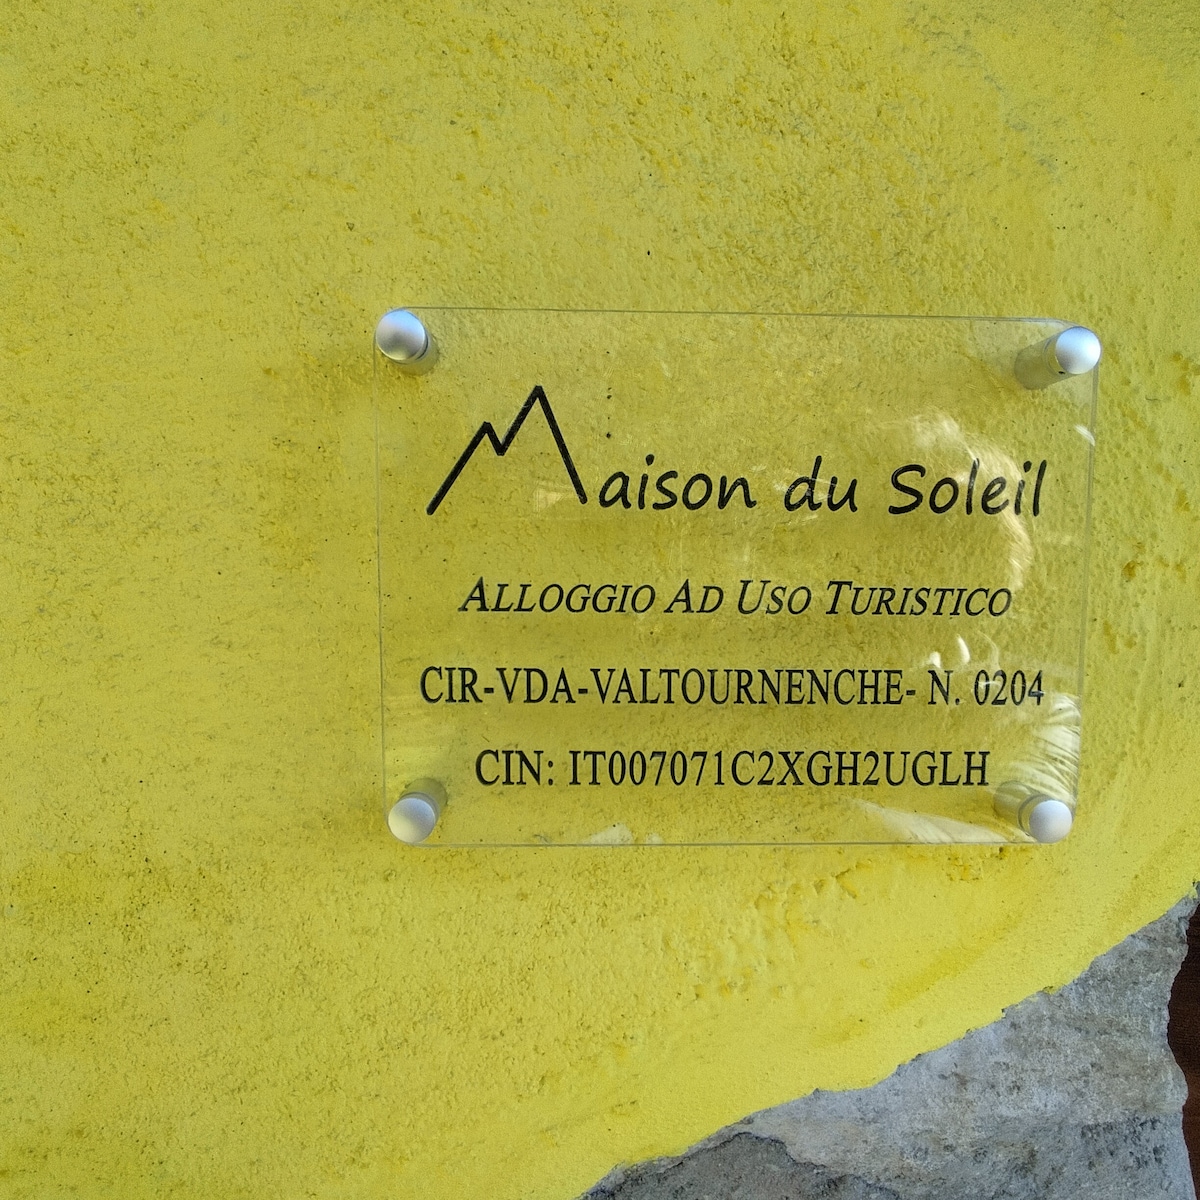 Maison du Soleil
ALLOGGIO AD USO TURISTICO
CIR-VDA-VALTOURNENCHE- N. 0204
CIN: IT007071C2XGH2UGLH